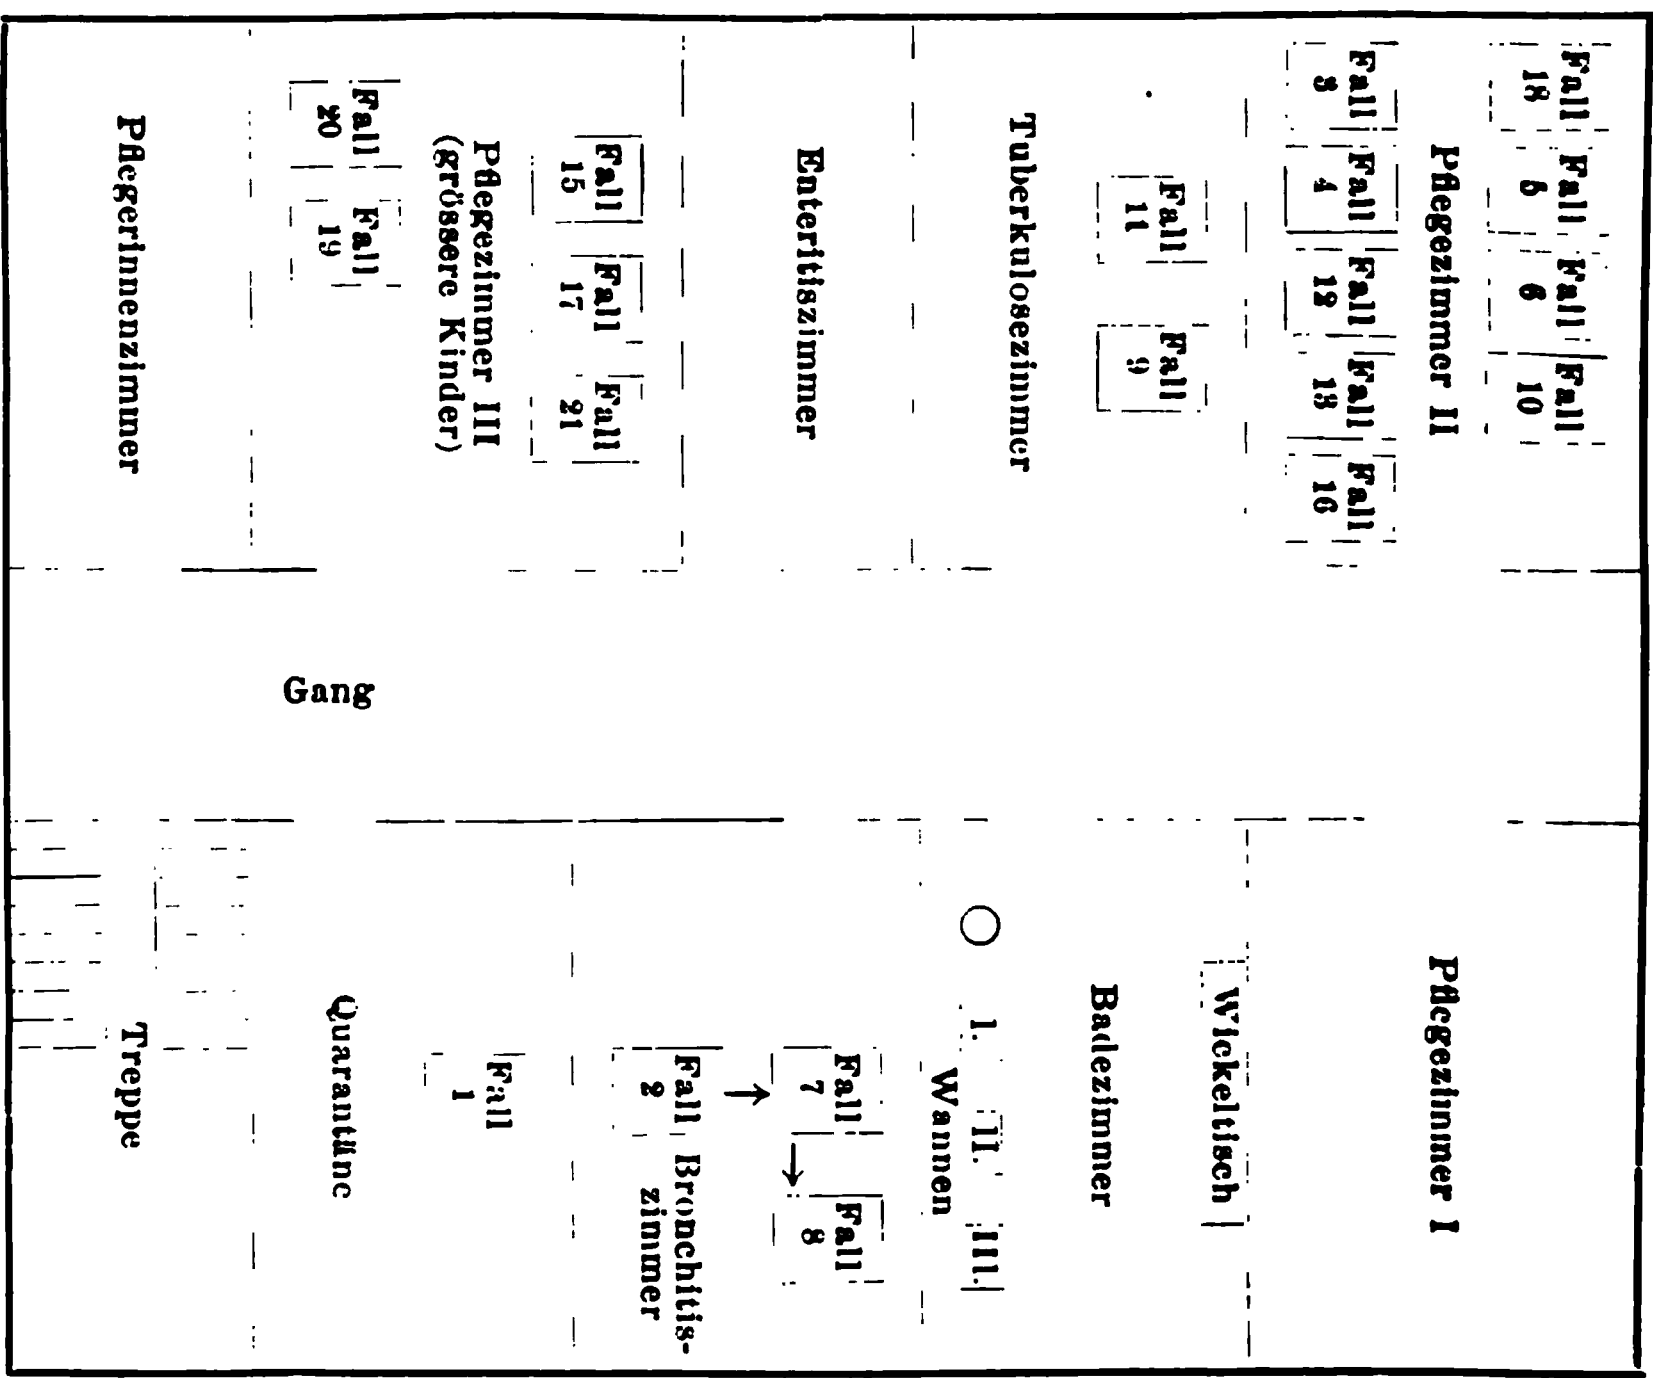 Fall
18
Fall
5
Fall
6
Fall
10
Pflegezimmer II
Fall
3
Fall
4
Fall
12
Fall
13
Fall
16
Fall
11
Fall
9
Tuberkulosezimmer
Enteritiszimmer
Fall
15
Fall
17
Fall
21
Pflegezimmer III
(grössere Kinder)
Fall
20
Fall
19
Pflegerinnenzimmer
Gang
Pflegezimmer I
Wickeltisch
Badezimmer
I. II. III.
Wannen
Fall
7
Fall
8
Fall
2
Bronchitis-
zimmer
Fall
1
Quarantäne
Treppe